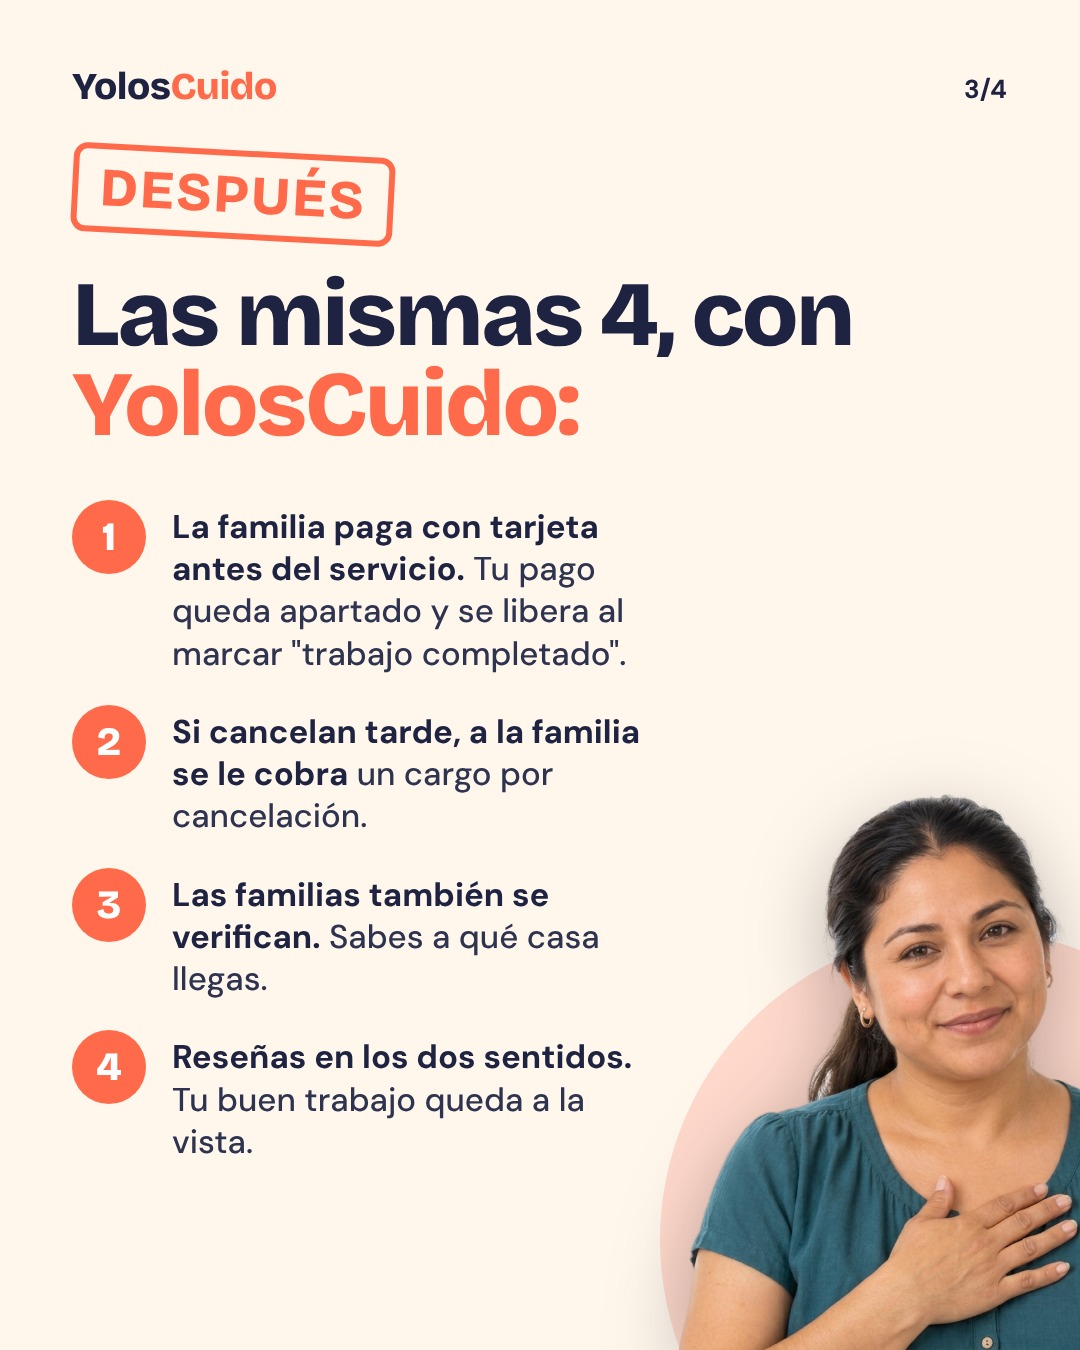 YolosCuido
3/4
DESPUÉS
Las mismas 4, con
YolosCuido:
1
La familia paga con tarjeta
antes del servicio. Tu pago
queda apartado y se libera al
marcar "trabajo completado".
2
Si cancelan tarde, a la familia
se le cobra un cargo por
cancelación.
3
Las familias también se
verifican. Sabes a qué casa
llegas.
4
Reseñas en los dos sentidos.
Tu buen trabajo queda a la
vista.